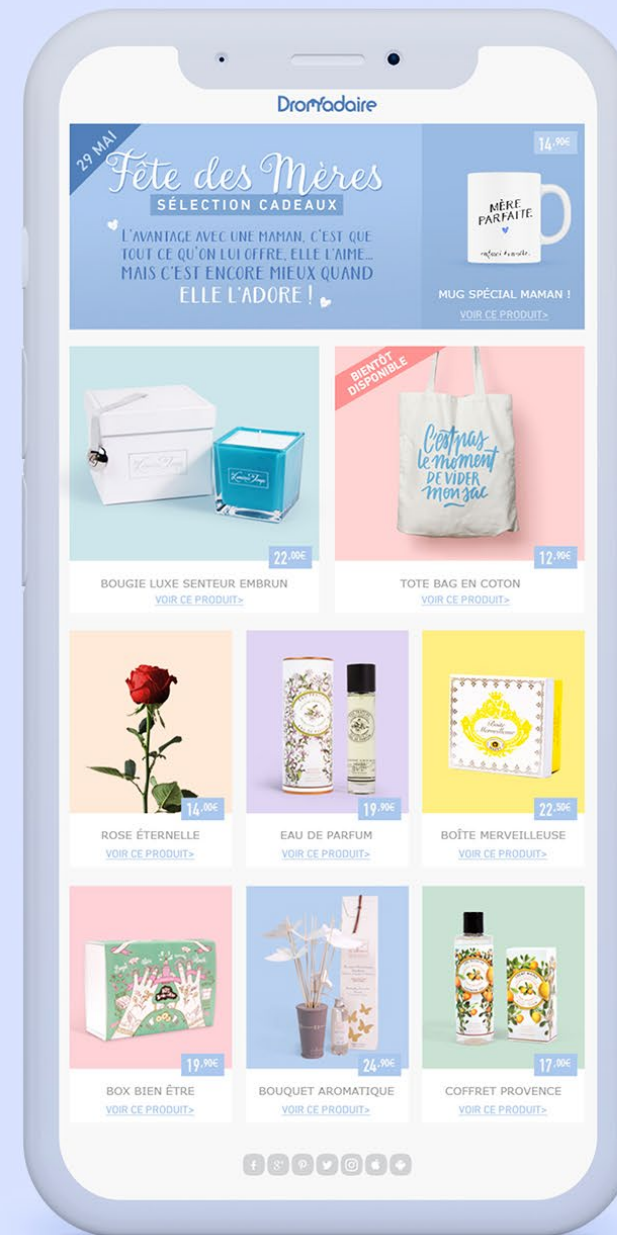 Dromadaire
29 MAI
Fête des Mères
SÉLECTION CADEAUX
L'AVANTAGE AVEC UNE MAMAN, C'EST QUE
TOUT CE QU'ON LUI OFFRE, ELLE L'AIME...
MAIS C'EST ENCORE MIEUX QUAND
ELLE L'ADORE !
14,90€
MÈRE
PARFAITE
MUG SPÉCIAL MAMAN !
VOIR CE PRODUIT>
22,00€
BOUGIE LUXE SENTEUR EMBRUN
VOIR CE PRODUIT>
BIENTÔT
DISPONIBLE
C'est pas
le moment
DE VIDER
mon sac
12,90€
TOTE BAG EN COTON
VOIR CE PRODUIT>
14,00€
ROSE ÉTERNELLE
VOIR CE PRODUIT>
19,90€
EAU DE PARFUM
VOIR CE PRODUIT>
Boîte
Merveilleuse
22,50€
BOÎTE MERVEILLEUSE
VOIR CE PRODUIT>
19,90€
BOX BIEN ÊTRE
VOIR CE PRODUIT>
24,90€
BOUQUET AROMATIQUE
VOIR CE PRODUIT>
17,00€
COFFRET PROVENCE
VOIR CE PRODUIT>